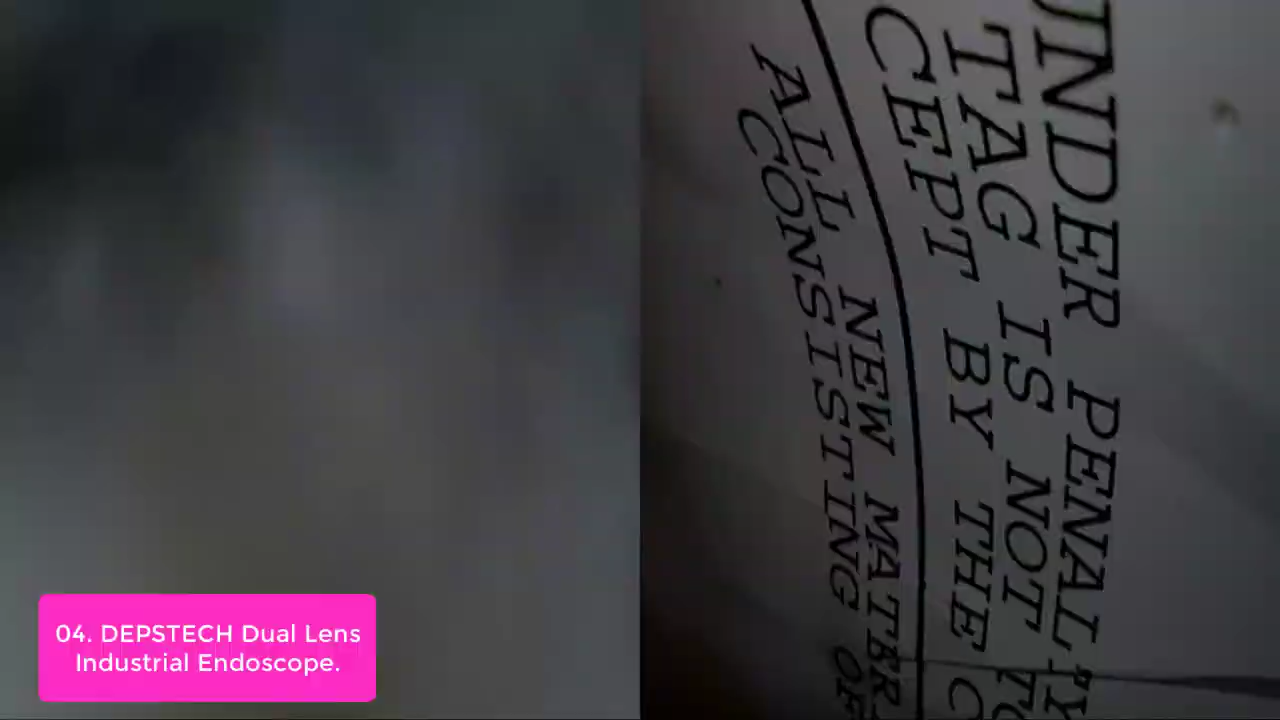 UNDER PENALTY
TAG IS NOT TO
CEPT BY THE C
ALL NEW MATER
CONSISTING OF
04. DEPSTECH Dual Lens
Industrial Endoscope.